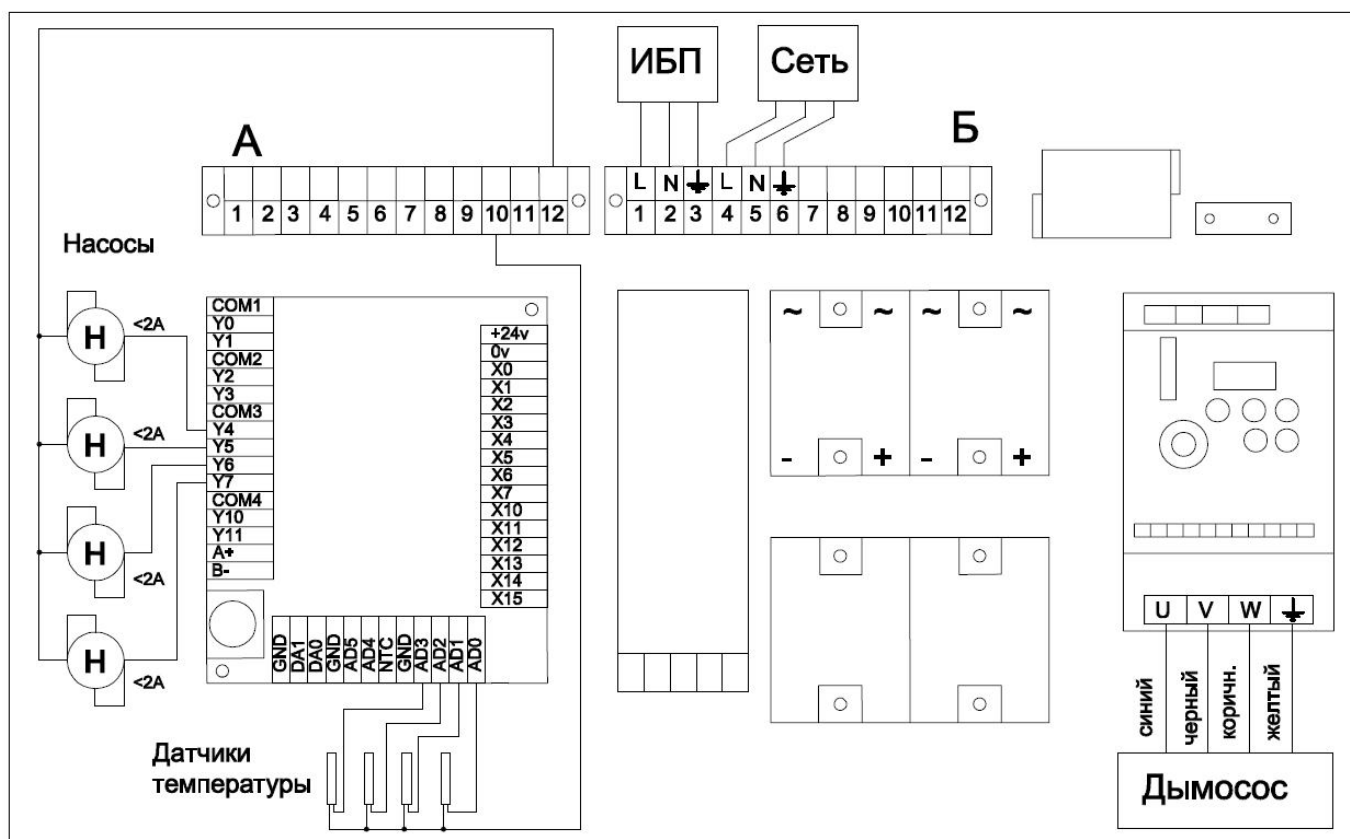 ИБП
Сеть
А
Б
L N L N
1 2 3 4 5 6 7 8 9 10 11 12
1 2 3 4 5 6 7 8 9 10 11 12
Насосы
Н
<2А
Н
<2А
Н
<2А
Н
<2А
COM1
Y0
Y1
COM2
Y2
Y3
COM3
Y4
Y5
Y6
Y7
COM4
Y10
Y11
A+
B-
+24v
0v
X0
X1
X2
X3
X4
X5
X6
X7
X10
X11
X12
X13
X14
X15
GND
DA1
DA0
GND
AD5
AD4
NTC
GND
AD3
AD2
AD1
AD0
~ ~ ~ ~
- + - +
U V W
синий
черный
коричн.
желтый
Датчики
температуры
Дымосос